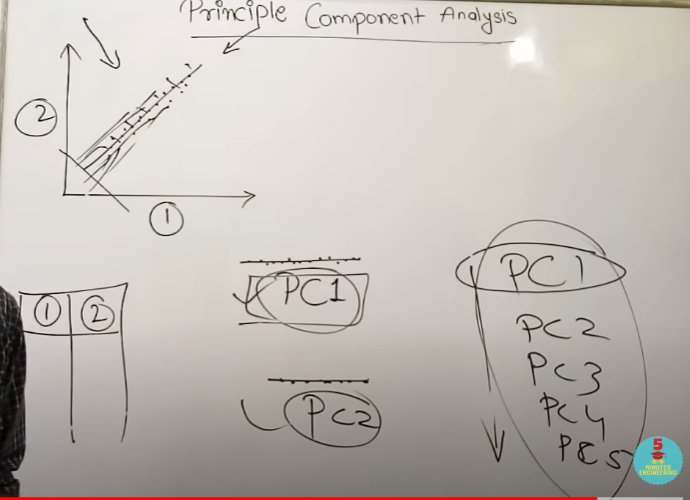 Principle Component Analysis
2
1
1 2
PC1
PC2
PC1
PC2
PC3
PC4
PC5
5
MINUTES
ENGINEERING